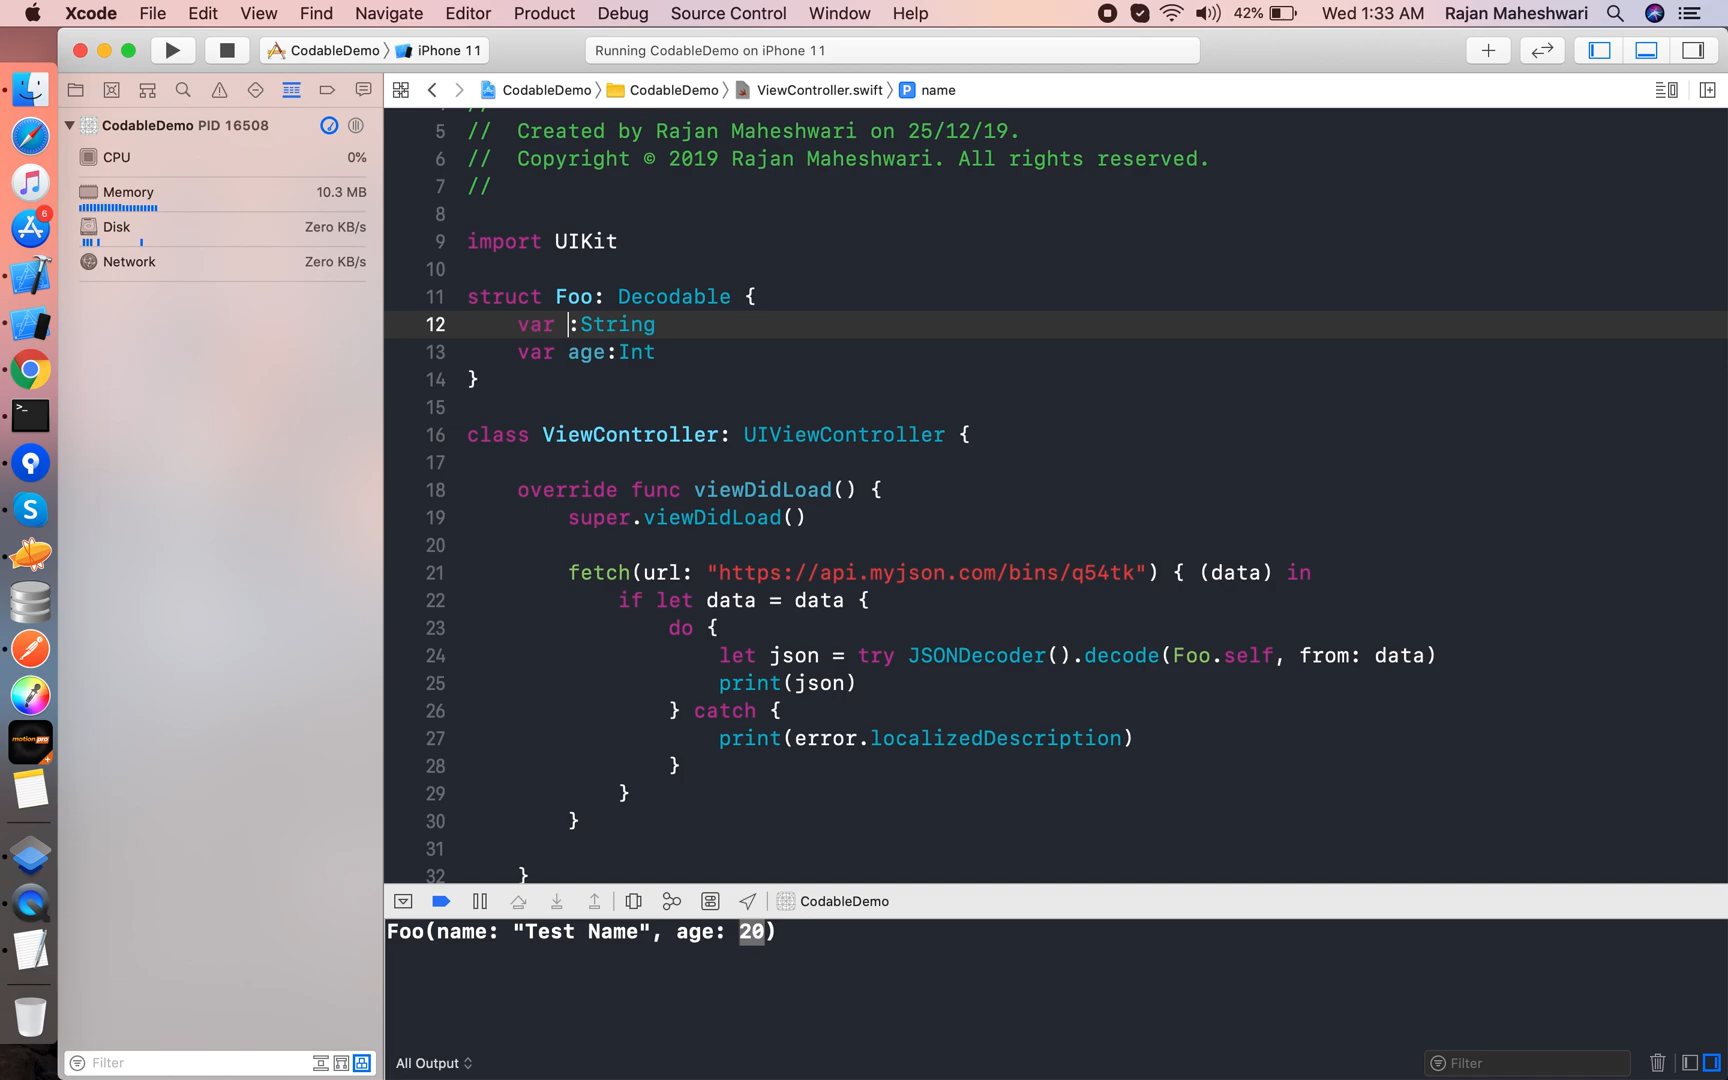 Xcode File Edit View Find Navigate Editor Product Debug Source Control Window Help 42% Wed 1:33 AM Rajan Maheshwari
CodableDemo iPhone 11 Running CodableDemo on iPhone 11
CodableDemo CodableDemo ViewController.swift P name
CodableDemo PID 16508
CPU 0%
Memory 10.3 MB
Disk Zero KB/s
Network Zero KB/s
6
S
motion pro
5 // Created by Rajan Maheshwari on 25/12/19.
6 // Copyright © 2019 Rajan Maheshwari. All rights reserved.
7 //
8
9 import UIKit
10
11 struct Foo: Decodable {
12 var :String
13 var age:Int
14 }
15
16 class ViewController: UIViewController {
17
18 override func viewDidLoad() {
19 super.viewDidLoad()
20
21 fetch(url: "https://api.myjson.com/bins/q54tk") { (data) in
22 if let data = data {
23 do {
24 let json = try JSONDecoder().decode(Foo.self, from: data)
25 print(json)
26 } catch {
27 print(error.localizedDescription)
28 }
29 }
30 }
31
32 }
CodableDemo
Foo(name: "Test Name", age: 20)
Filter
All Output
Filter